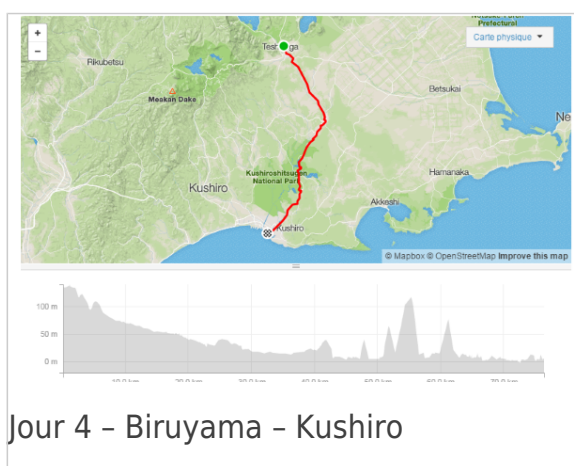 +
−
Prefectural
Carte physique
Rikubetsu
Betsukai
Meakan Dake
Kushiroshitsugen
National Park
Kushiro
Hamanaka
Akkeshi
Kushiro
© Mapbox © OpenStreetMap Improve this map
100 m
50 m
0 m
Jour 4 – Biruyama – Kushiro